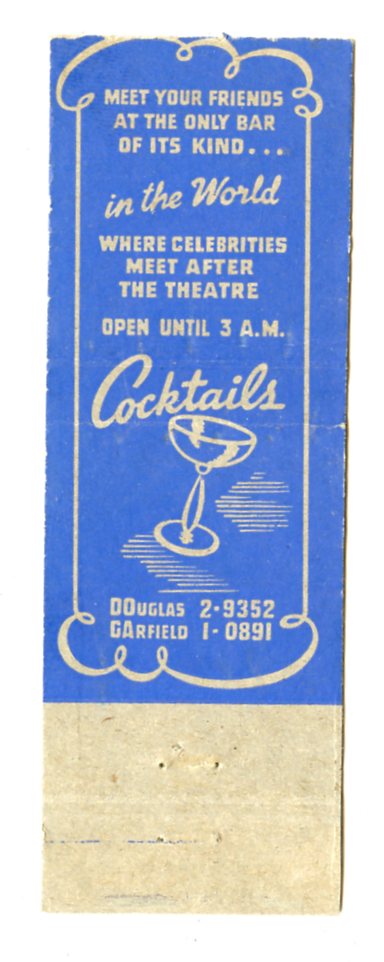 MEET YOUR FRIENDS
AT THE ONLY BAR
OF ITS KIND...
in the World
WHERE CELEBRITIES
MEET AFTER
THE THEATRE
OPEN UNTIL 3 A.M.
Cocktails
DOUGLAS 2-9352
GARFIELD 1-0891